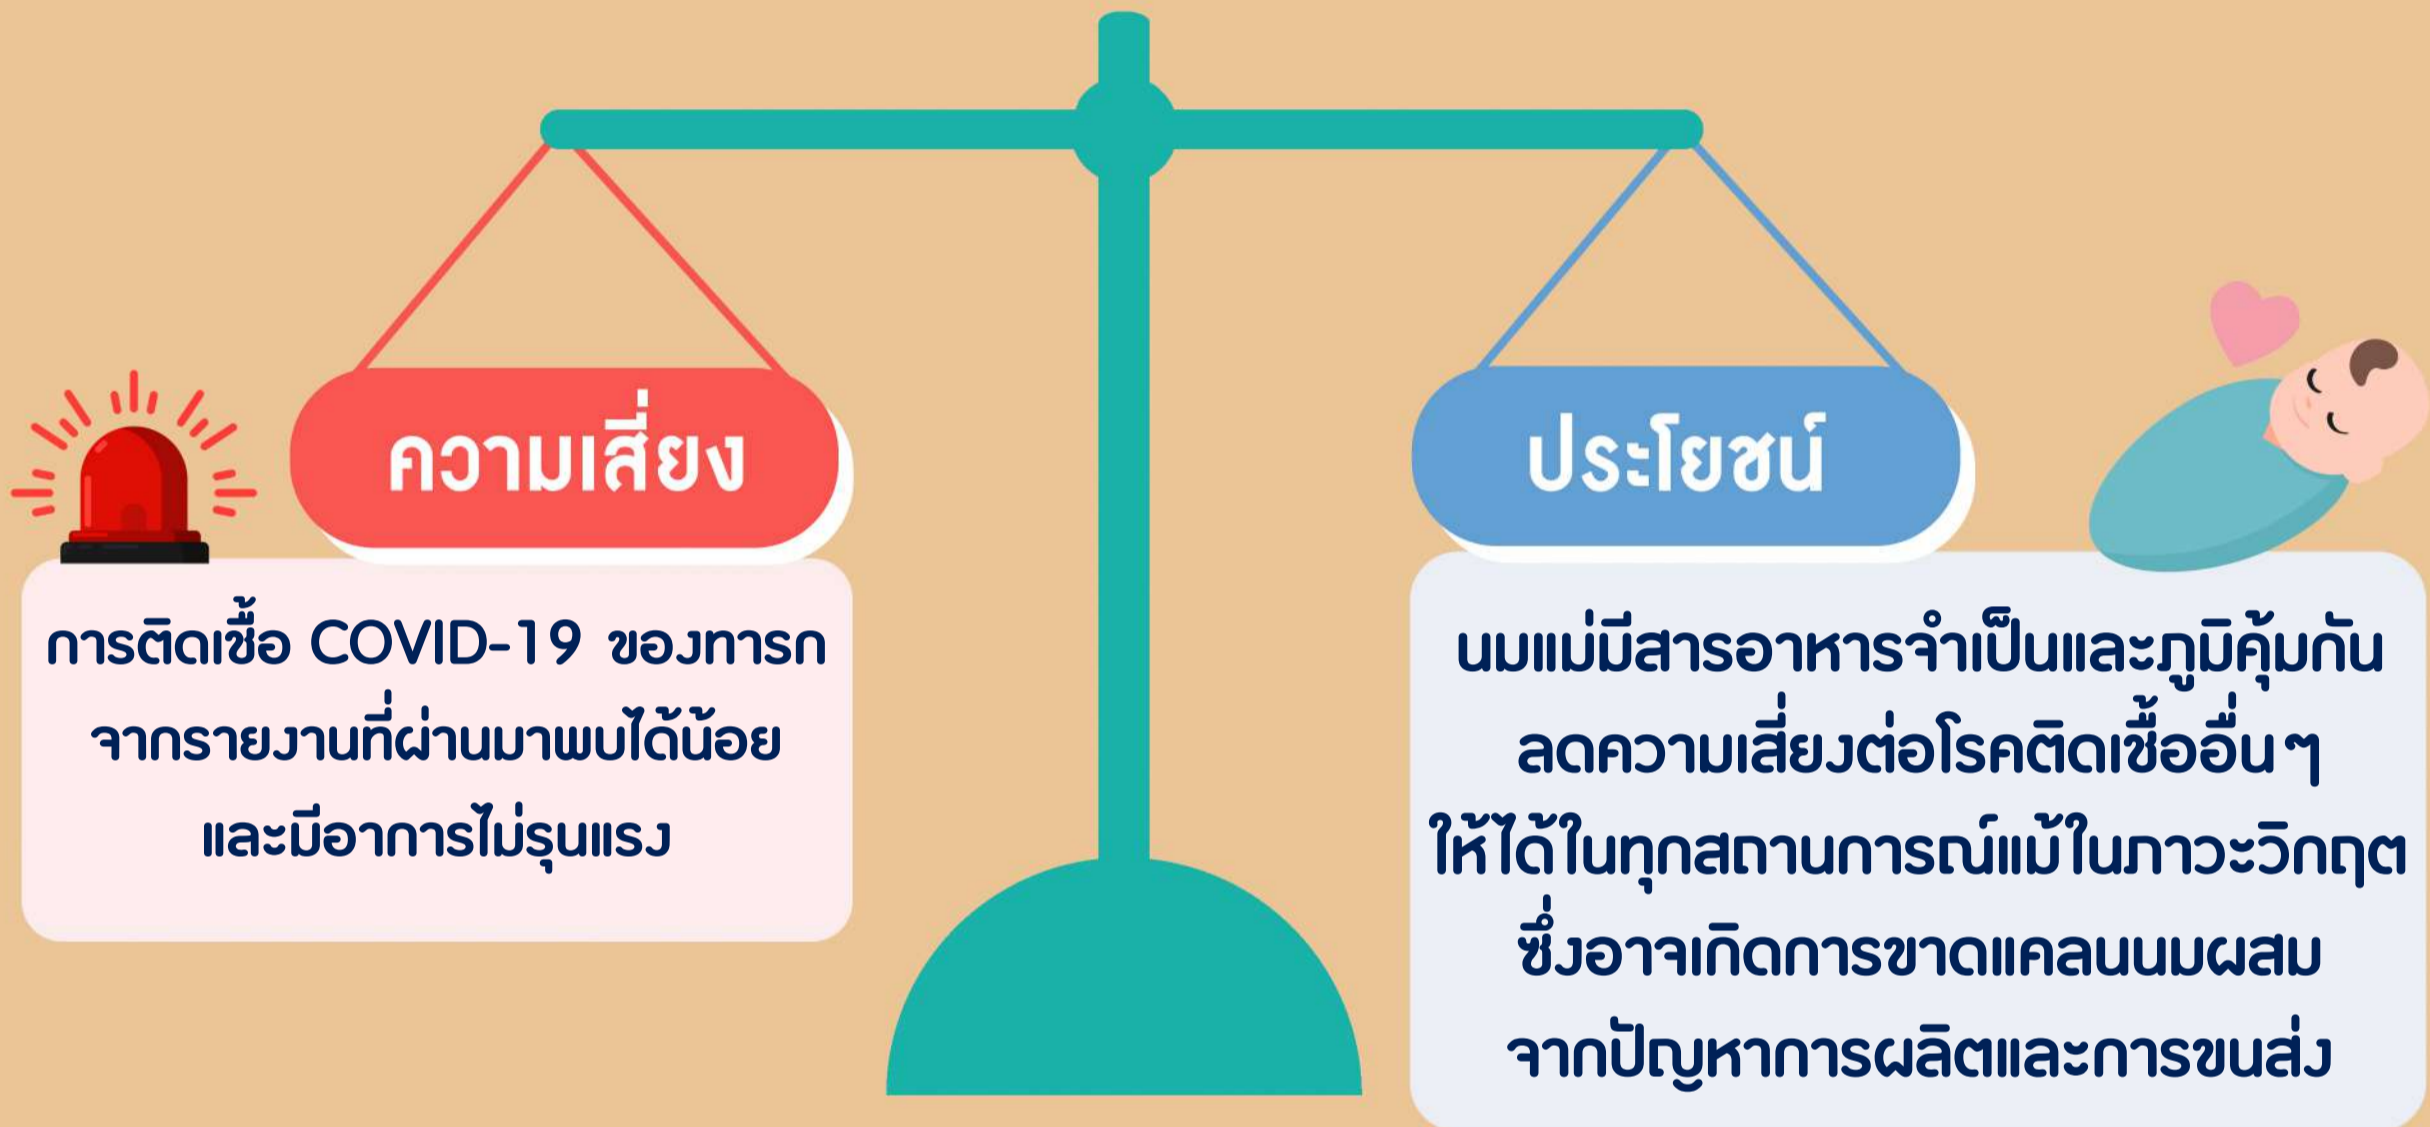 ความเสี่ยง
การติดเชื้อ COVID-19 ของทารก
จากรายงานที่ผ่านมาพบได้น้อย
และมีอาการไม่รุนแรง
ประโยชน์
นมแม่มีสารอาหารจำเป็นและภูมิคุ้มกัน
ลดความเสี่ยงต่อโรคติดเชื้ออื่นๆ
ให้ได้ในทุกสถานการณ์แม้ในภาวะวิกฤต
ซึ่งอาจเกิดการขาดแคลนนมผสม
จากปัญหาการผลิตและการขนส่ง